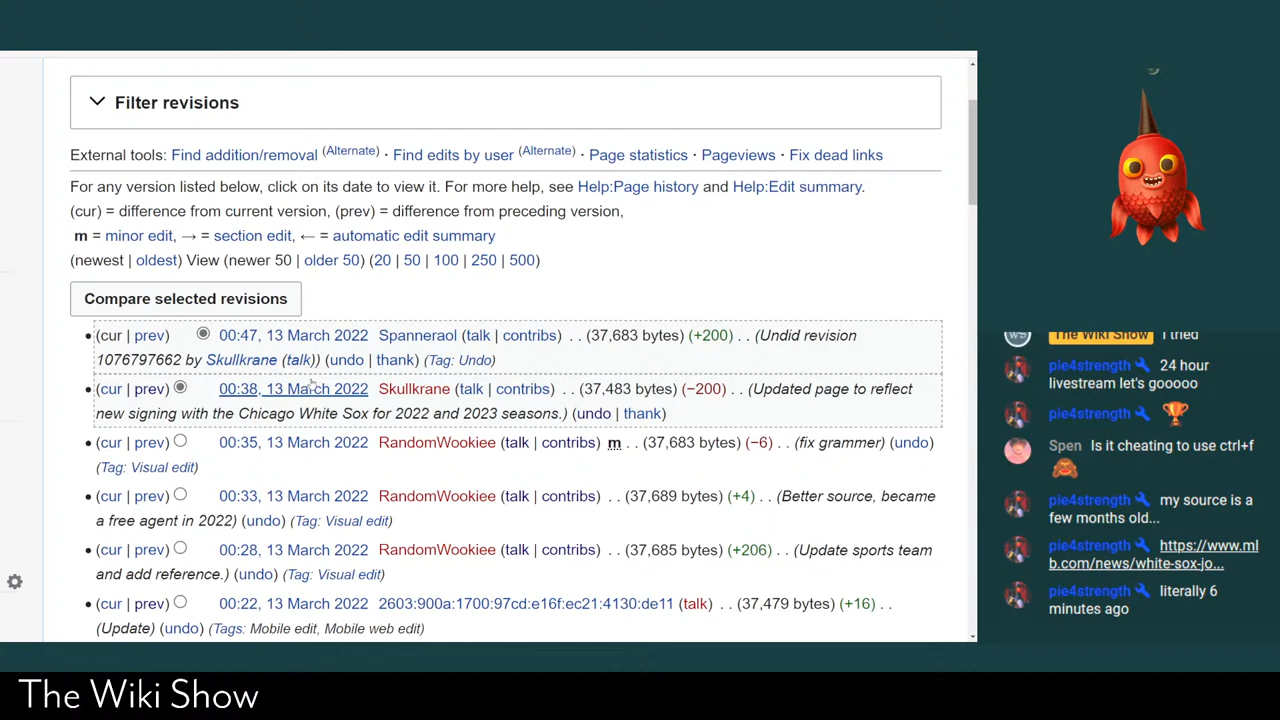 Filter revisions
External tools: Find addition/removal (Alternate) · Find edits by user (Alternate) · Page statistics · Pageviews · Fix dead links
For any version listed below, click on its date to view it. For more help, see Help:Page history and Help:Edit summary.
(cur) = difference from current version, (prev) = difference from preceding version,
m = minor edit, → = section edit, ← = automatic edit summary
(newest | oldest) View (newer 50 | older 50) (20 | 50 | 100 | 250 | 500)
Compare selected revisions
(cur | prev) 00:47, 13 March 2022 Spanneraol (talk | contribs) . . (37,683 bytes) (+200) . . (Undid revision
1076797662 by Skullkrane (talk)) (undo | thank) (Tag: Undo)
(cur | prev) 00:38, 13 March 2022 Skullkrane (talk | contribs) . . (37,483 bytes) (−200) . . (Updated page to reflect
new signing with the Chicago White Sox for 2022 and 2023 seasons.) (undo | thank)
(cur | prev) 00:35, 13 March 2022 RandomWookiee (talk | contribs) m . . (37,683 bytes) (−6) . . (fix grammer) (undo)
(Tag: Visual edit)
(cur | prev) 00:33, 13 March 2022 RandomWookiee (talk | contribs) . . (37,689 bytes) (+4) . . (Better source, became
a free agent in 2022) (undo) (Tag: Visual edit)
(cur | prev) 00:28, 13 March 2022 RandomWookiee (talk | contribs) . . (37,685 bytes) (+206) . . (Update sports team
and add reference.) (undo) (Tag: Visual edit)
(cur | prev) 00:22, 13 March 2022 2603:900a:1700:97cd:e16f:ec21:4130:de11 (talk) . . (37,479 bytes) (+16) . .
(Update) (undo) (Tags: Mobile edit, Mobile web edit)
WS The Wiki Show I tried
pie4strength 24 hour
livestream let's gooooo
pie4strength
Spen Is it cheating to use ctrl+f
pie4strength my source is a
few months old...
pie4strength https://www.ml
b.com/news/white-sox-jo...
pie4strength literally 6
minutes ago
The Wiki Show